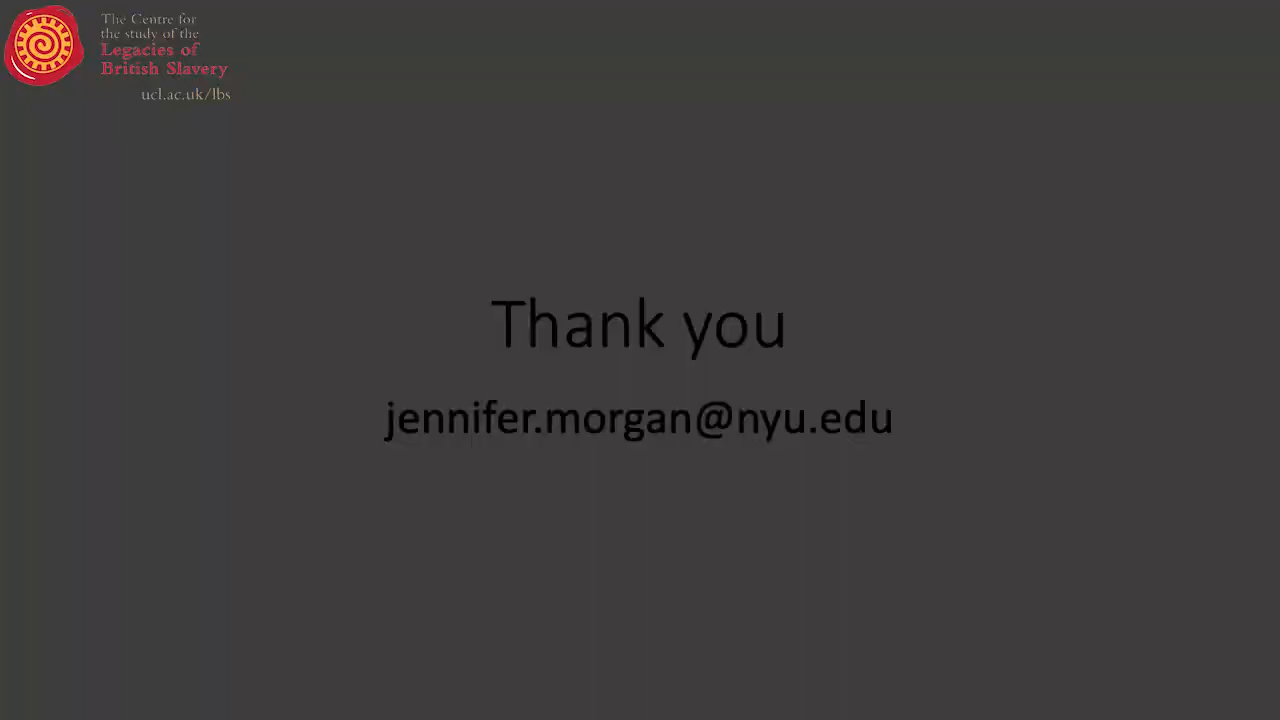 The Centre for
the study of the
Legacies of
British Slavery
ucl.ac.uk/lbs
Thank you
jennifer.morgan@nyu.edu